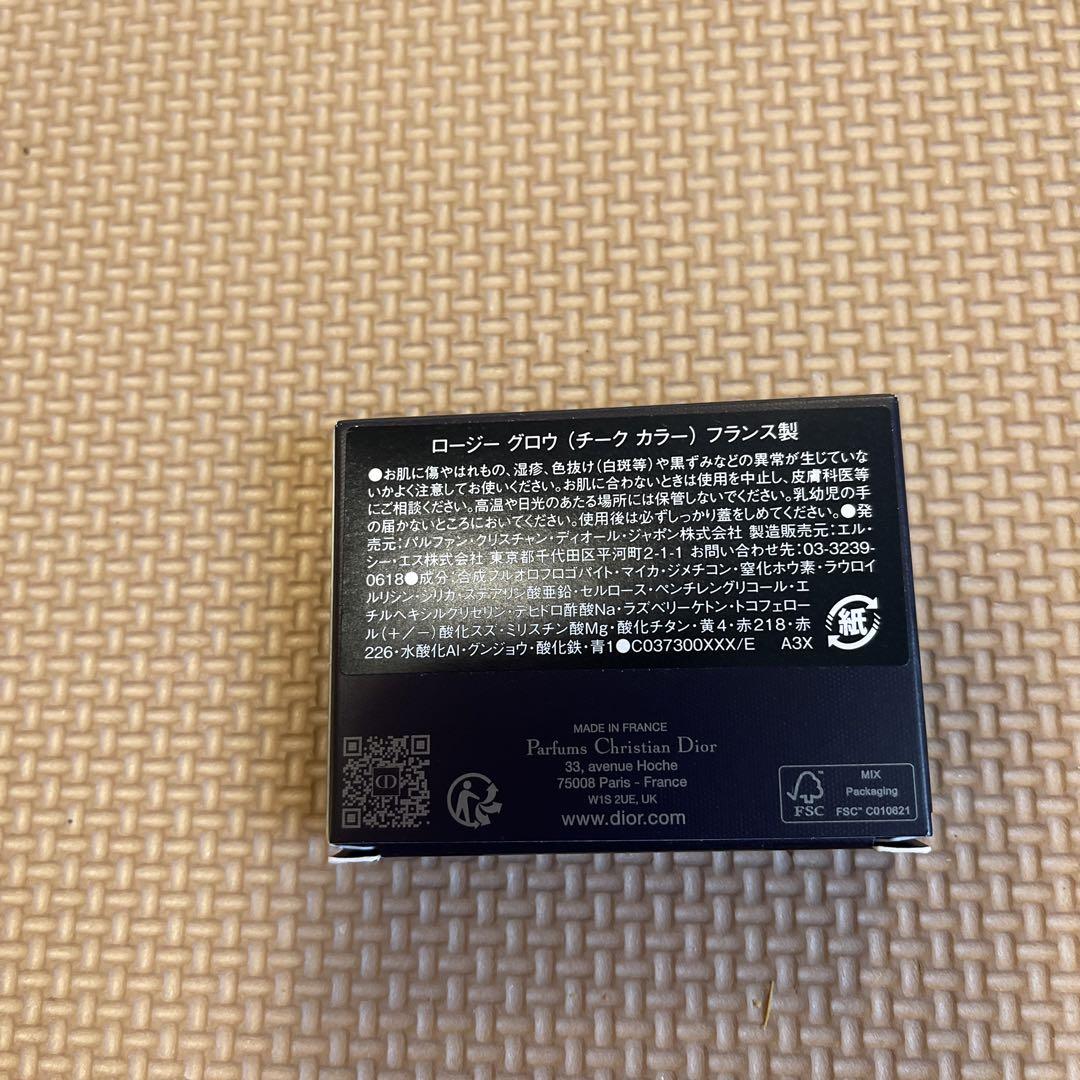 ロージー グロウ (チーク カラー) フランス製
●お肌に傷やはれもの、湿疹、色抜け(白斑等)や黒ずみなどの異常が生じていな
いかよく注意してお使いください。お肌に合わないときは使用を中止し、皮膚科医等
にご相談ください。高温や日光のあたる場所には保管しないでください。乳幼児の手
の届かないところにおいてください。使用後は必ずしっかり蓋をしめてください。●発
売元:パルファン・クリスチャン・ディオール・ジャポン株式会社 製造販売元:エル・
シー・エス株式会社 東京都千代田区平河町2-1-1 お問い合わせ先:03-3239-
0618●成分:合成フルオロフロゴパイト・マイカ・ジメチコン・窒化ホウ素・ラウロイ
ルリシン・シリカ・ステアリン酸亜鉛・セルロース・ペンチレングリコール・エ
チルヘキシルグリセリン・デヒドロ酢酸Na・ラズベリーケトン・トコフェロー
ル(+/-)酸化スズ・ミリスチン酸Mg・酸化チタン・黄4・赤218・赤
226・水酸化Al・グンジョウ・酸化鉄・青1●C037300XXX/E A3X
紙
MADE IN FRANCE
Parfums Christian Dior
33, avenue Hoche
75008 Paris - France
W1S 2UE, UK
www.dior.com
CD
FSC
MIX
Packaging
FSC™ C010621